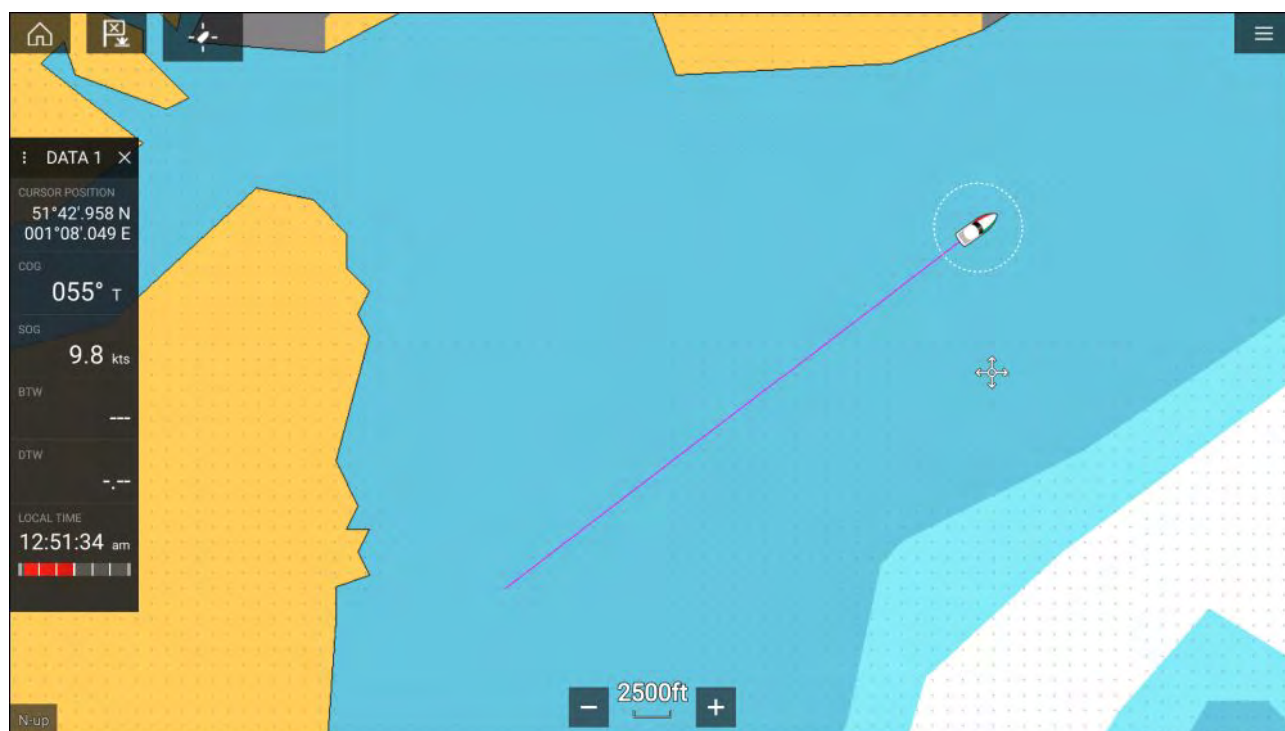 DATA 1
CURSOR POSITION
51°42'.958 N
001°08'.049 E
COG
055° T
SOG
9.8 kts
BTW
---
DTW
-.--
LOCAL TIME
12:51:34 am
N-up
2500ft